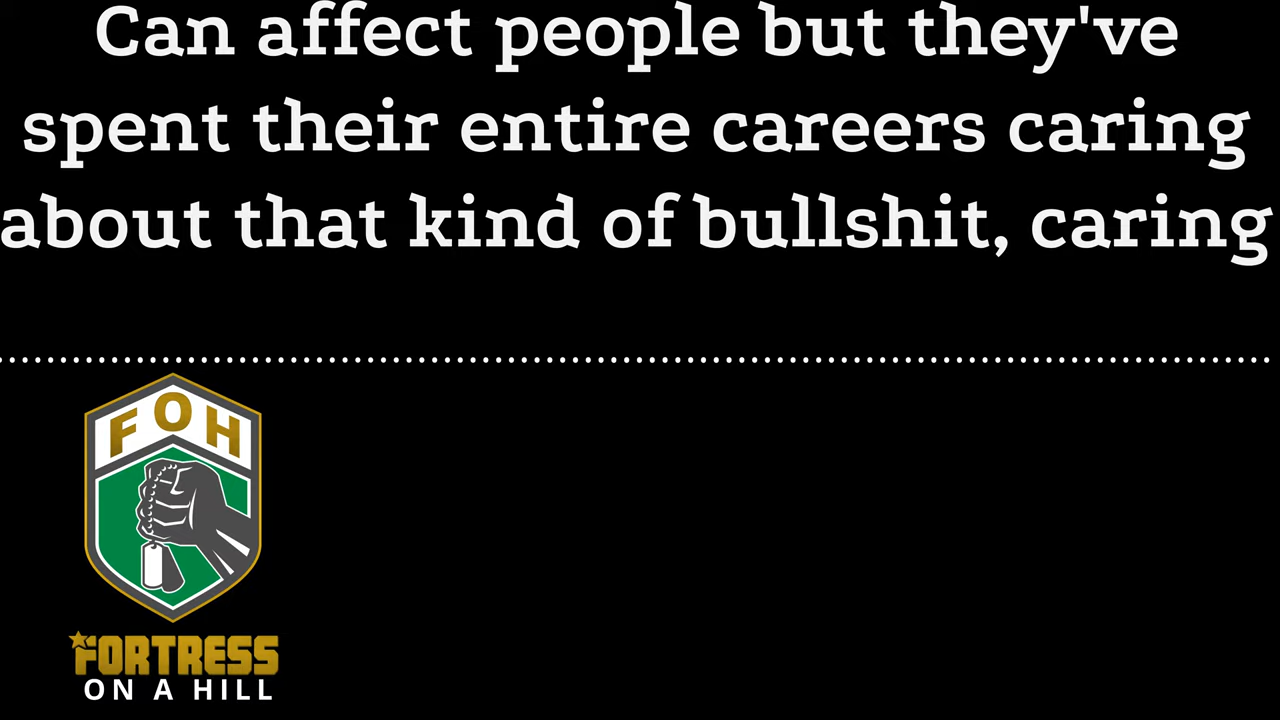 Can affect people but they've
spent their entire careers caring
about that kind of bullshit, caring
FOH
FORTRESS
ON A HILL